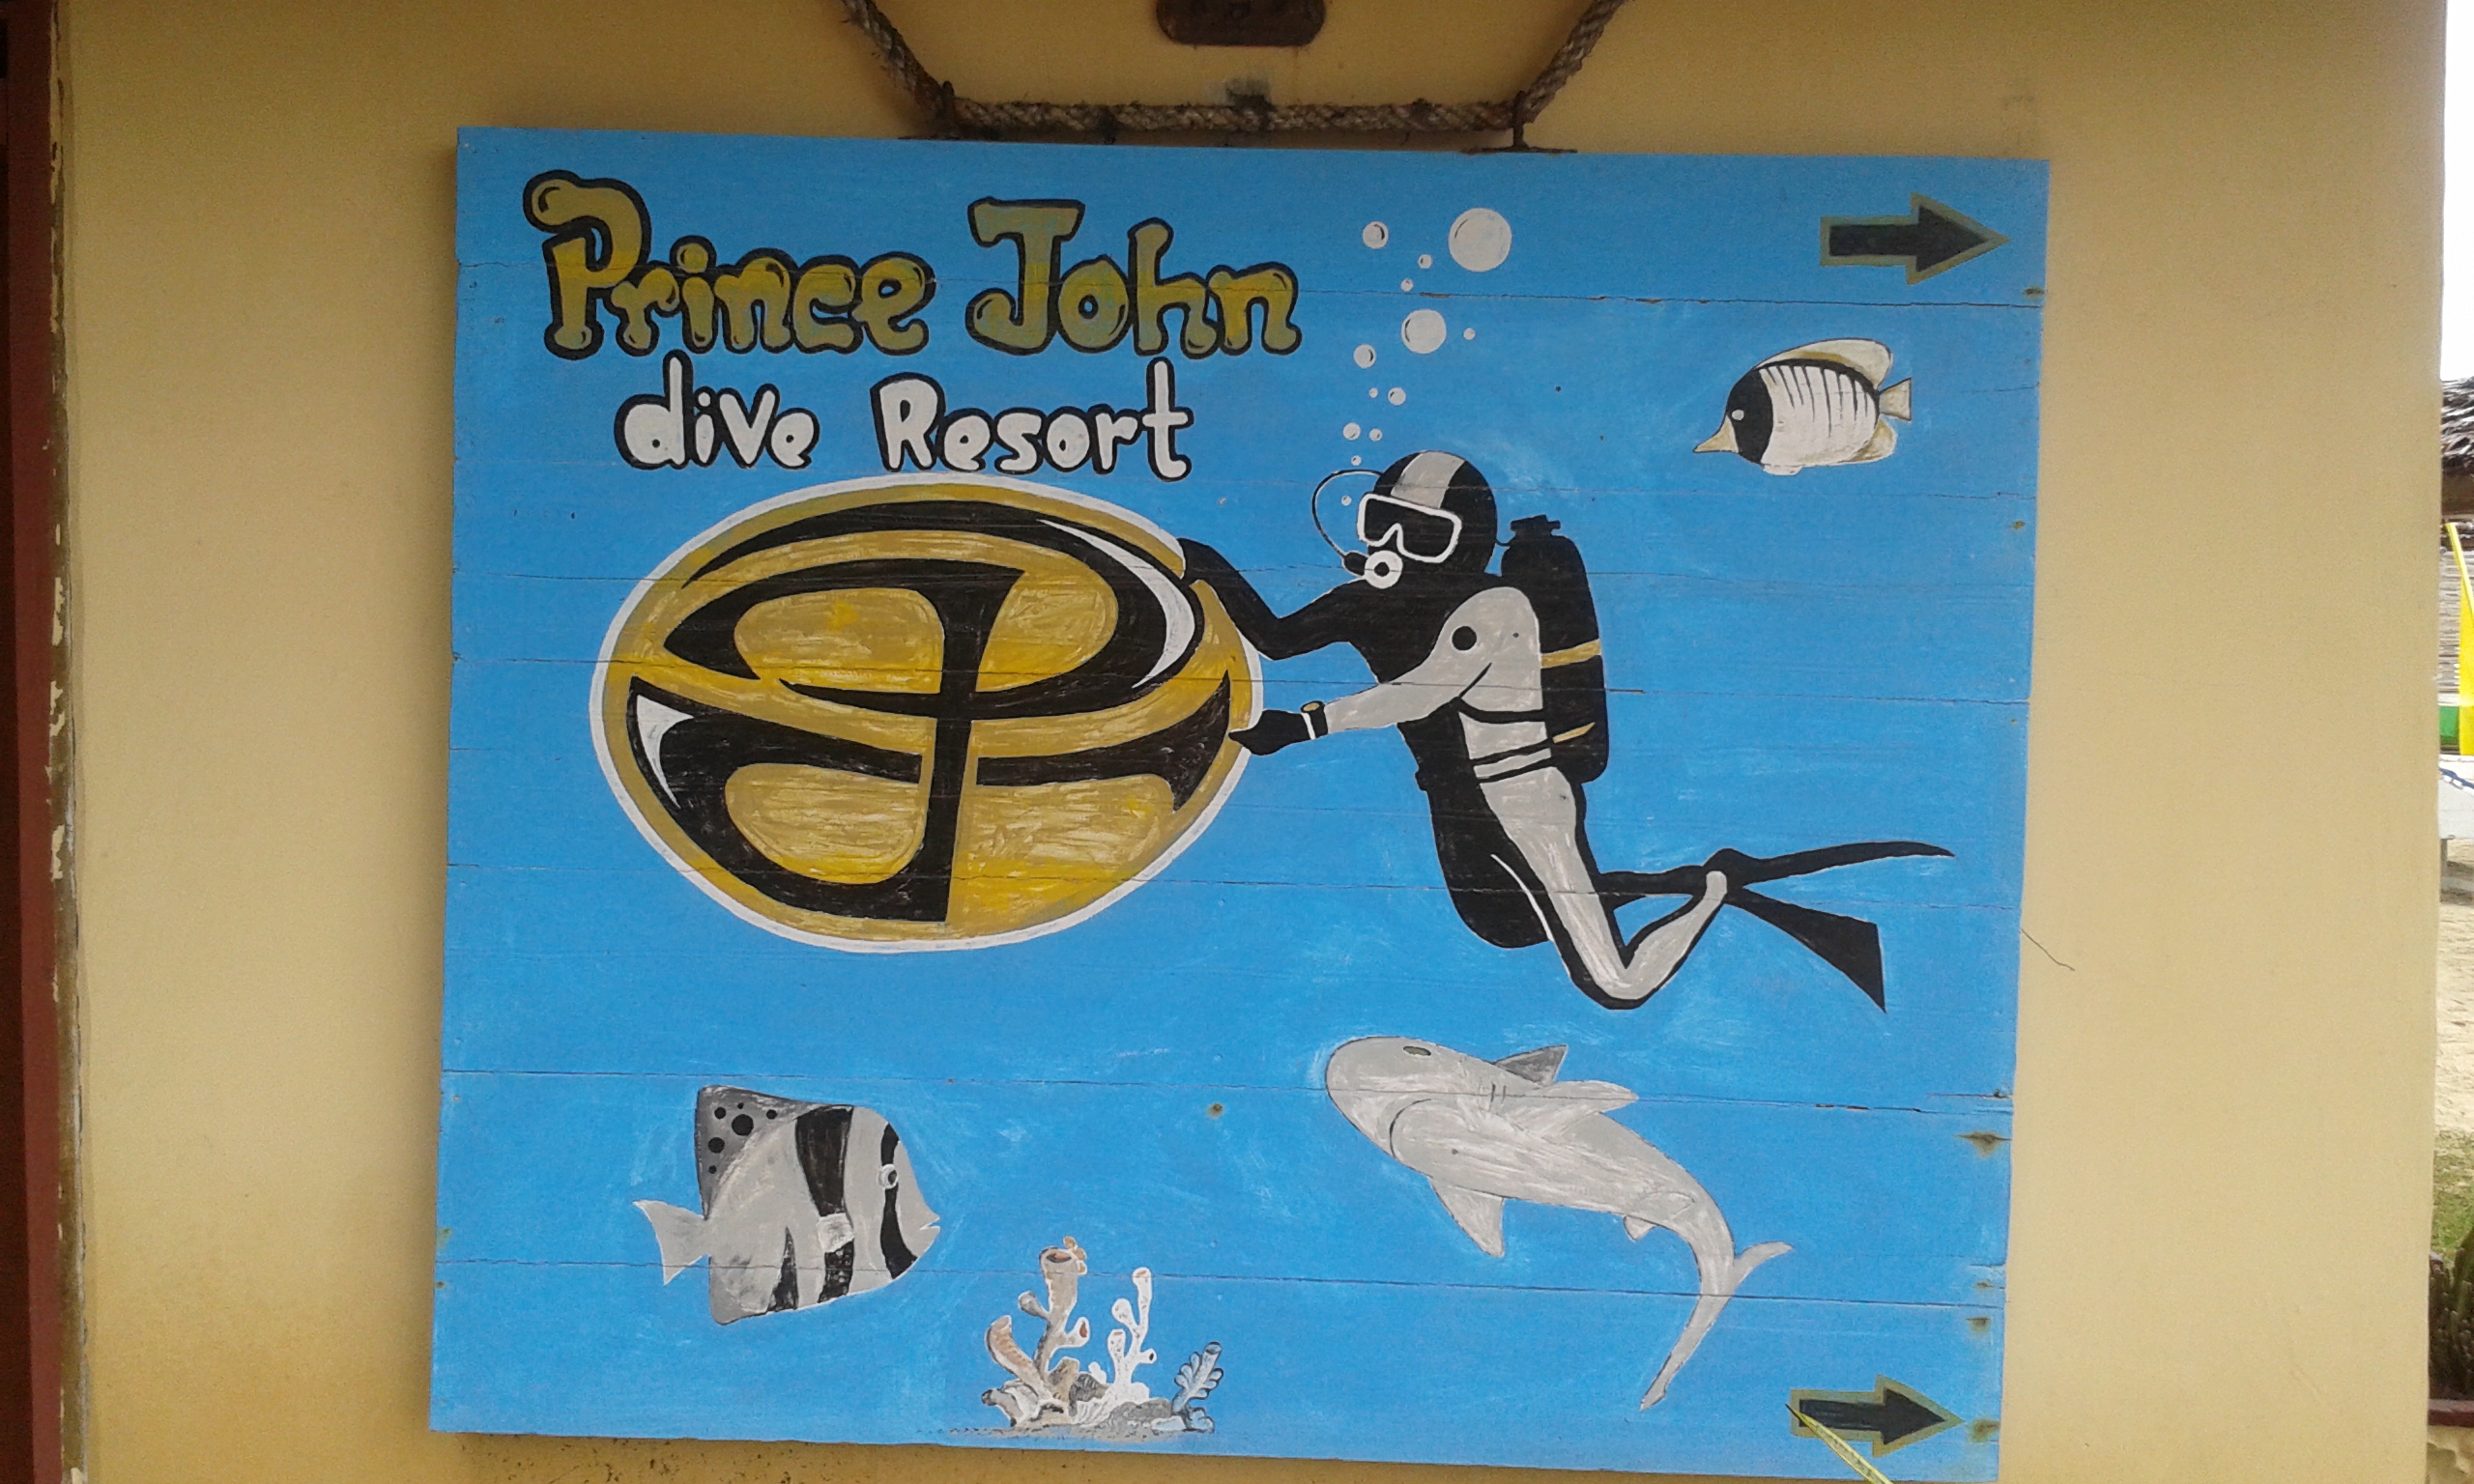 Prince John
dive Resort